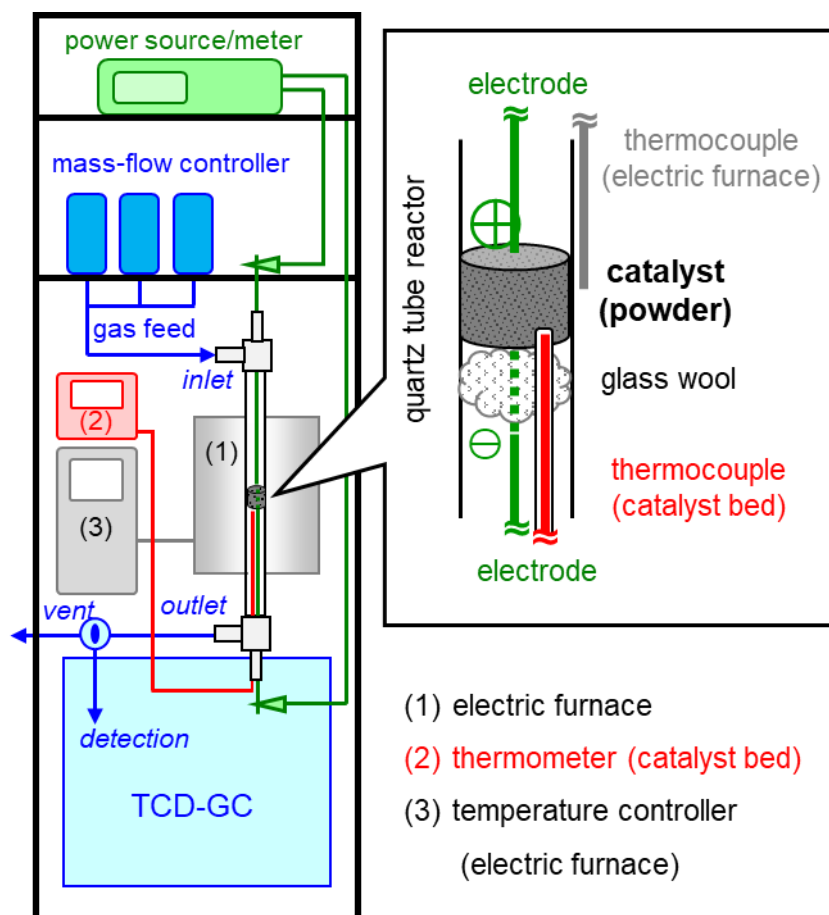 power source/meter
mass-flow controller
gas feed
inlet
(2)
(1)
(3)
vent
outlet
detection
TCD-GC
electrode
thermocouple
(electric furnace)
quartz tube reactor
catalyst
(powder)
glass wool
thermocouple
(catalyst bed)
electrode
(1) electric furnace
(2) thermometer (catalyst bed)
(3) temperature controller
(electric furnace)